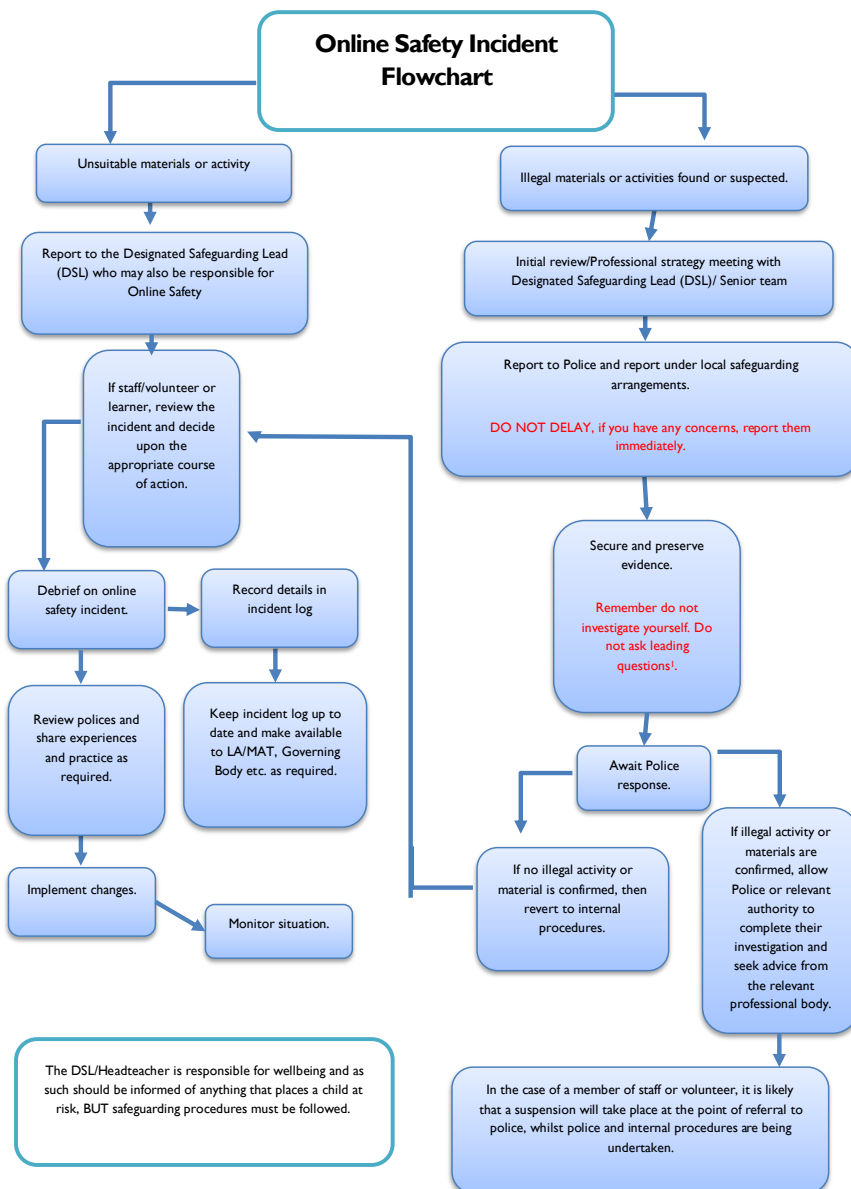 Online Safety Incident
Flowchart
Unsuitable materials or activity
Report to the Designated Safeguarding Lead
(DSL) who may also be responsible for
Online Safety
If staff/volunteer or
learner, review the
incident and decide
upon the
appropriate course
of action.
Debrief on online
safety incident.
Record details in
incident log
Review polices and
share experiences
and practice as
required.
Keep incident log up to
date and make available
to LA/MAT, Governing
Body etc. as required.
Implement changes.
Monitor situation.
Illegal materials or activities found or suspected.
Initial review/Professional strategy meeting with
Designated Safeguarding Lead (DSL)/ Senior team
Report to Police and report under local safeguarding
arrangements.
DO NOT DELAY, if you have any concerns, report them
immediately.
Secure and preserve
evidence.
Remember do not
investigate yourself. Do
not ask leading
questions¹.
Await Police
response.
If no illegal activity or
material is confirmed, then
revert to internal
procedures.
If illegal activity or
materials are
confirmed, allow
Police or relevant
authority to
complete their
investigation and
seek advice from
the relevant
professional body.
In the case of a member of staff or volunteer, it is likely
that a suspension will take place at the point of referral to
police, whilst police and internal procedures are being
undertaken.
The DSL/Headteacher is responsible for wellbeing and as
such should be informed of anything that places a child at
risk, BUT safeguarding procedures must be followed.